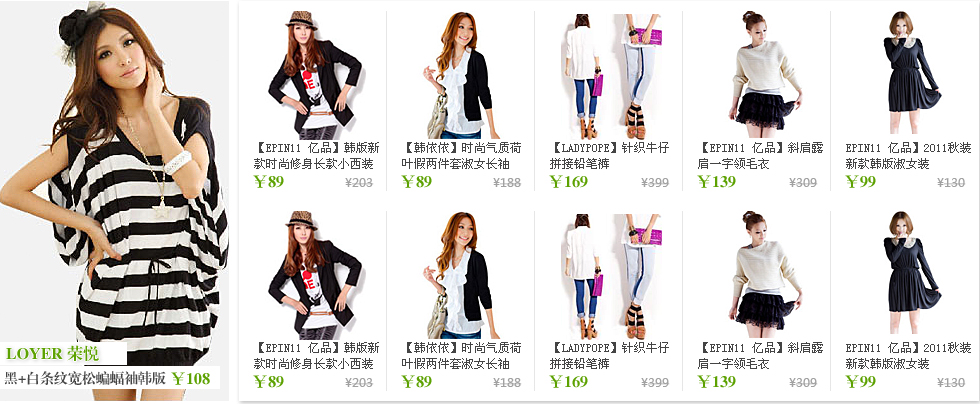 LOYER 荣悦
黑+白条纹宽松蝙蝠袖韩版 ￥108
【EPIN11 亿品】韩版新
款时尚修身长款小西装
￥89 ¥203
【韩依依】时尚气质荷
叶假两件套淑女长袖
￥89 ¥188
【LADYPOPE】针织牛仔
拼接铅笔裤
￥169 ¥399
【EPIN11 亿品】斜肩露
肩一字领毛衣
￥139 ¥309
【EPIN11 亿品】2011秋装
新款韩版淑女装
￥99 ¥130
【EPIN11 亿品】韩版新
款时尚修身长款小西装
￥89 ¥203
【韩依依】时尚气质荷
叶假两件套淑女长袖
￥89 ¥188
【LADYPOPE】针织牛仔
拼接铅笔裤
￥169 ¥399
【EPIN11 亿品】斜肩露
肩一字领毛衣
￥139 ¥309
【EPIN11 亿品】2011秋装
新款韩版淑女装
￥99 ¥130